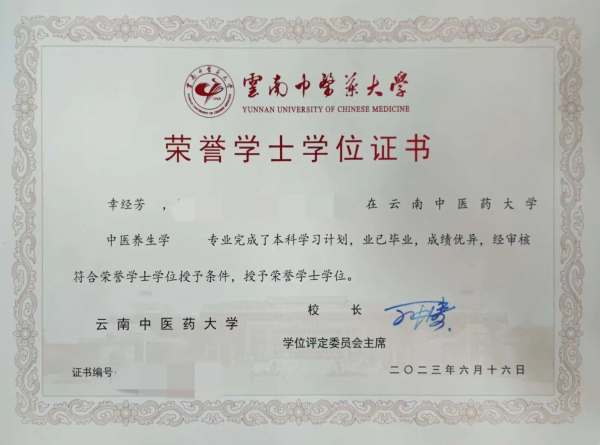 雲南中醫藥大學
YUNNAN UNIVERSITY OF CHINESE MEDICINE
荣誉学士学位证书
幸经芳 ， 在云南中医药大学
中医养生学 专业完成了本科学习计划，业已毕业，成绩优异，经审核
符合荣誉学士学位授予条件，授予荣誉学士学位。
校 长
云南中医药大学
学位评定委员会主席
证书编号:
二〇二三年六月十六日